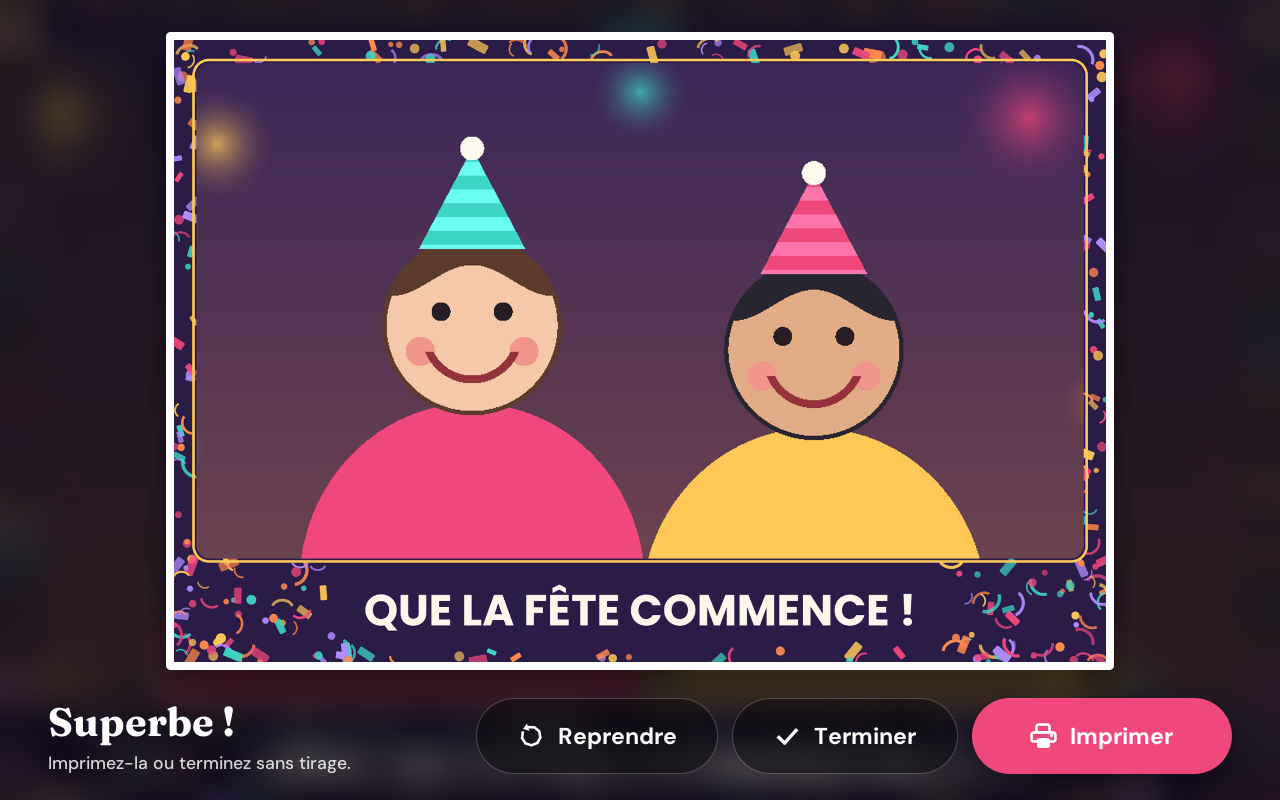 QUE LA FÊTE COMMENCE !
Superbe !
Imprimez-la ou terminez sans tirage.
Reprendre
Terminer
Imprimer